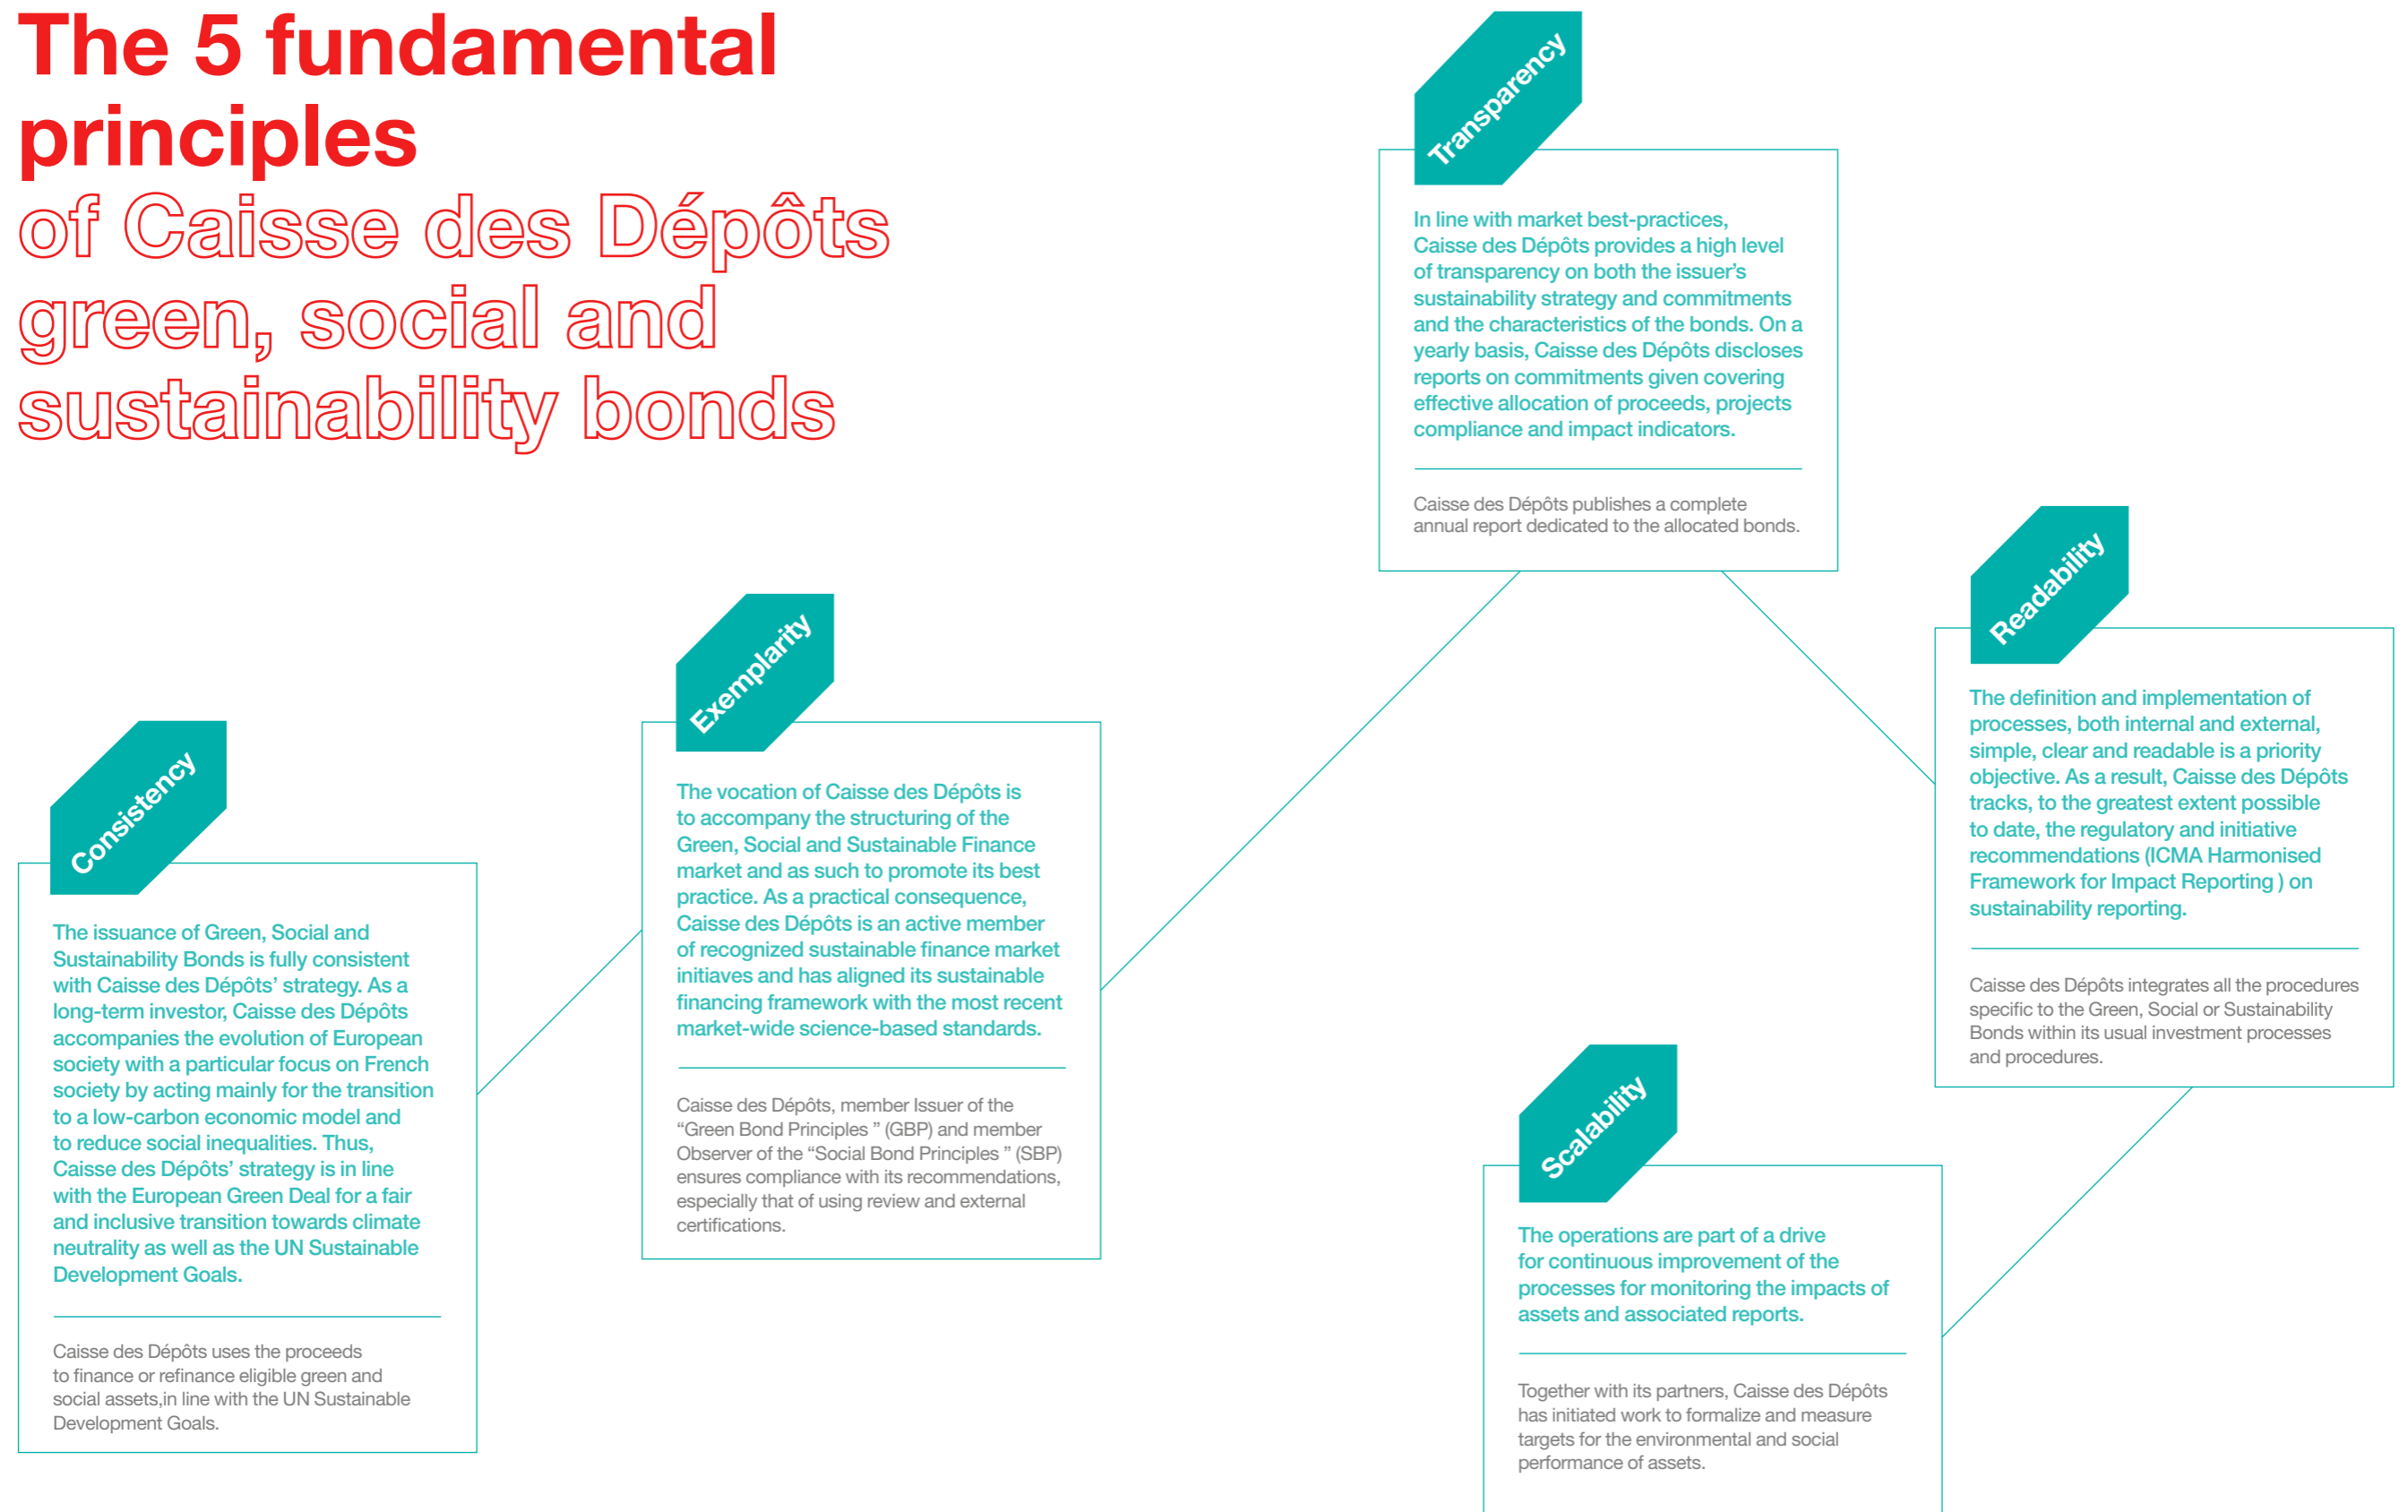 The 5 fundamental
principles
of Caisse des Dépôts
green, social and
sustainability bonds
Consistency
The issuance of Green, Social and
Sustainability Bonds is fully consistent
with Caisse des Dépôts’ strategy. As a
long-term investor, Caisse des Dépôts
accompanies the evolution of European
society with a particular focus on French
society by acting mainly for the transition
to a low-carbon economic model and
to reduce social inequalities. Thus,
Caisse des Dépôts’ strategy is in line
with the European Green Deal for a fair
and inclusive transition towards climate
neutrality as well as the UN Sustainable
Development Goals.
Caisse des Dépôts uses the proceeds
to finance or refinance eligible green and
social assets,in line with the UN Sustainable
Development Goals.
Exemplarity
The vocation of Caisse des Dépôts is
to accompany the structuring of the
Green, Social and Sustainable Finance
market and as such to promote its best
practice. As a practical consequence,
Caisse des Dépôts is an active member
of recognized sustainable finance market
initiaves and has aligned its sustainable
financing framework with the most recent
market-wide science-based standards.
Caisse des Dépôts, member Issuer of the
“Green Bond Principles ” (GBP) and member
Observer of the “Social Bond Principles ” (SBP)
ensures compliance with its recommendations,
especially that of using review and external
certifications.
Transparency
In line with market best-practices,
Caisse des Dépôts provides a high level
of transparency on both the issuer’s
sustainability strategy and commitments
and the characteristics of the bonds. On a
yearly basis, Caisse des Dépôts discloses
reports on commitments given covering
effective allocation of proceeds, projects
compliance and impact indicators.
Caisse des Dépôts publishes a complete
annual report dedicated to the allocated bonds.
Readability
The definition and implementation of
processes, both internal and external,
simple, clear and readable is a priority
objective. As a result, Caisse des Dépôts
tracks, to the greatest extent possible
to date, the regulatory and initiative
recommendations (ICMA Harmonised
Framework for Impact Reporting ) on
sustainability reporting.
Caisse des Dépôts integrates all the procedures
specific to the Green, Social or Sustainability
Bonds within its usual investment processes
and procedures.
Scalability
The operations are part of a drive
for continuous improvement of the
processes for monitoring the impacts of
assets and associated reports.
Together with its partners, Caisse des Dépôts
has initiated work to formalize and measure
targets for the environmental and social
performance of assets.